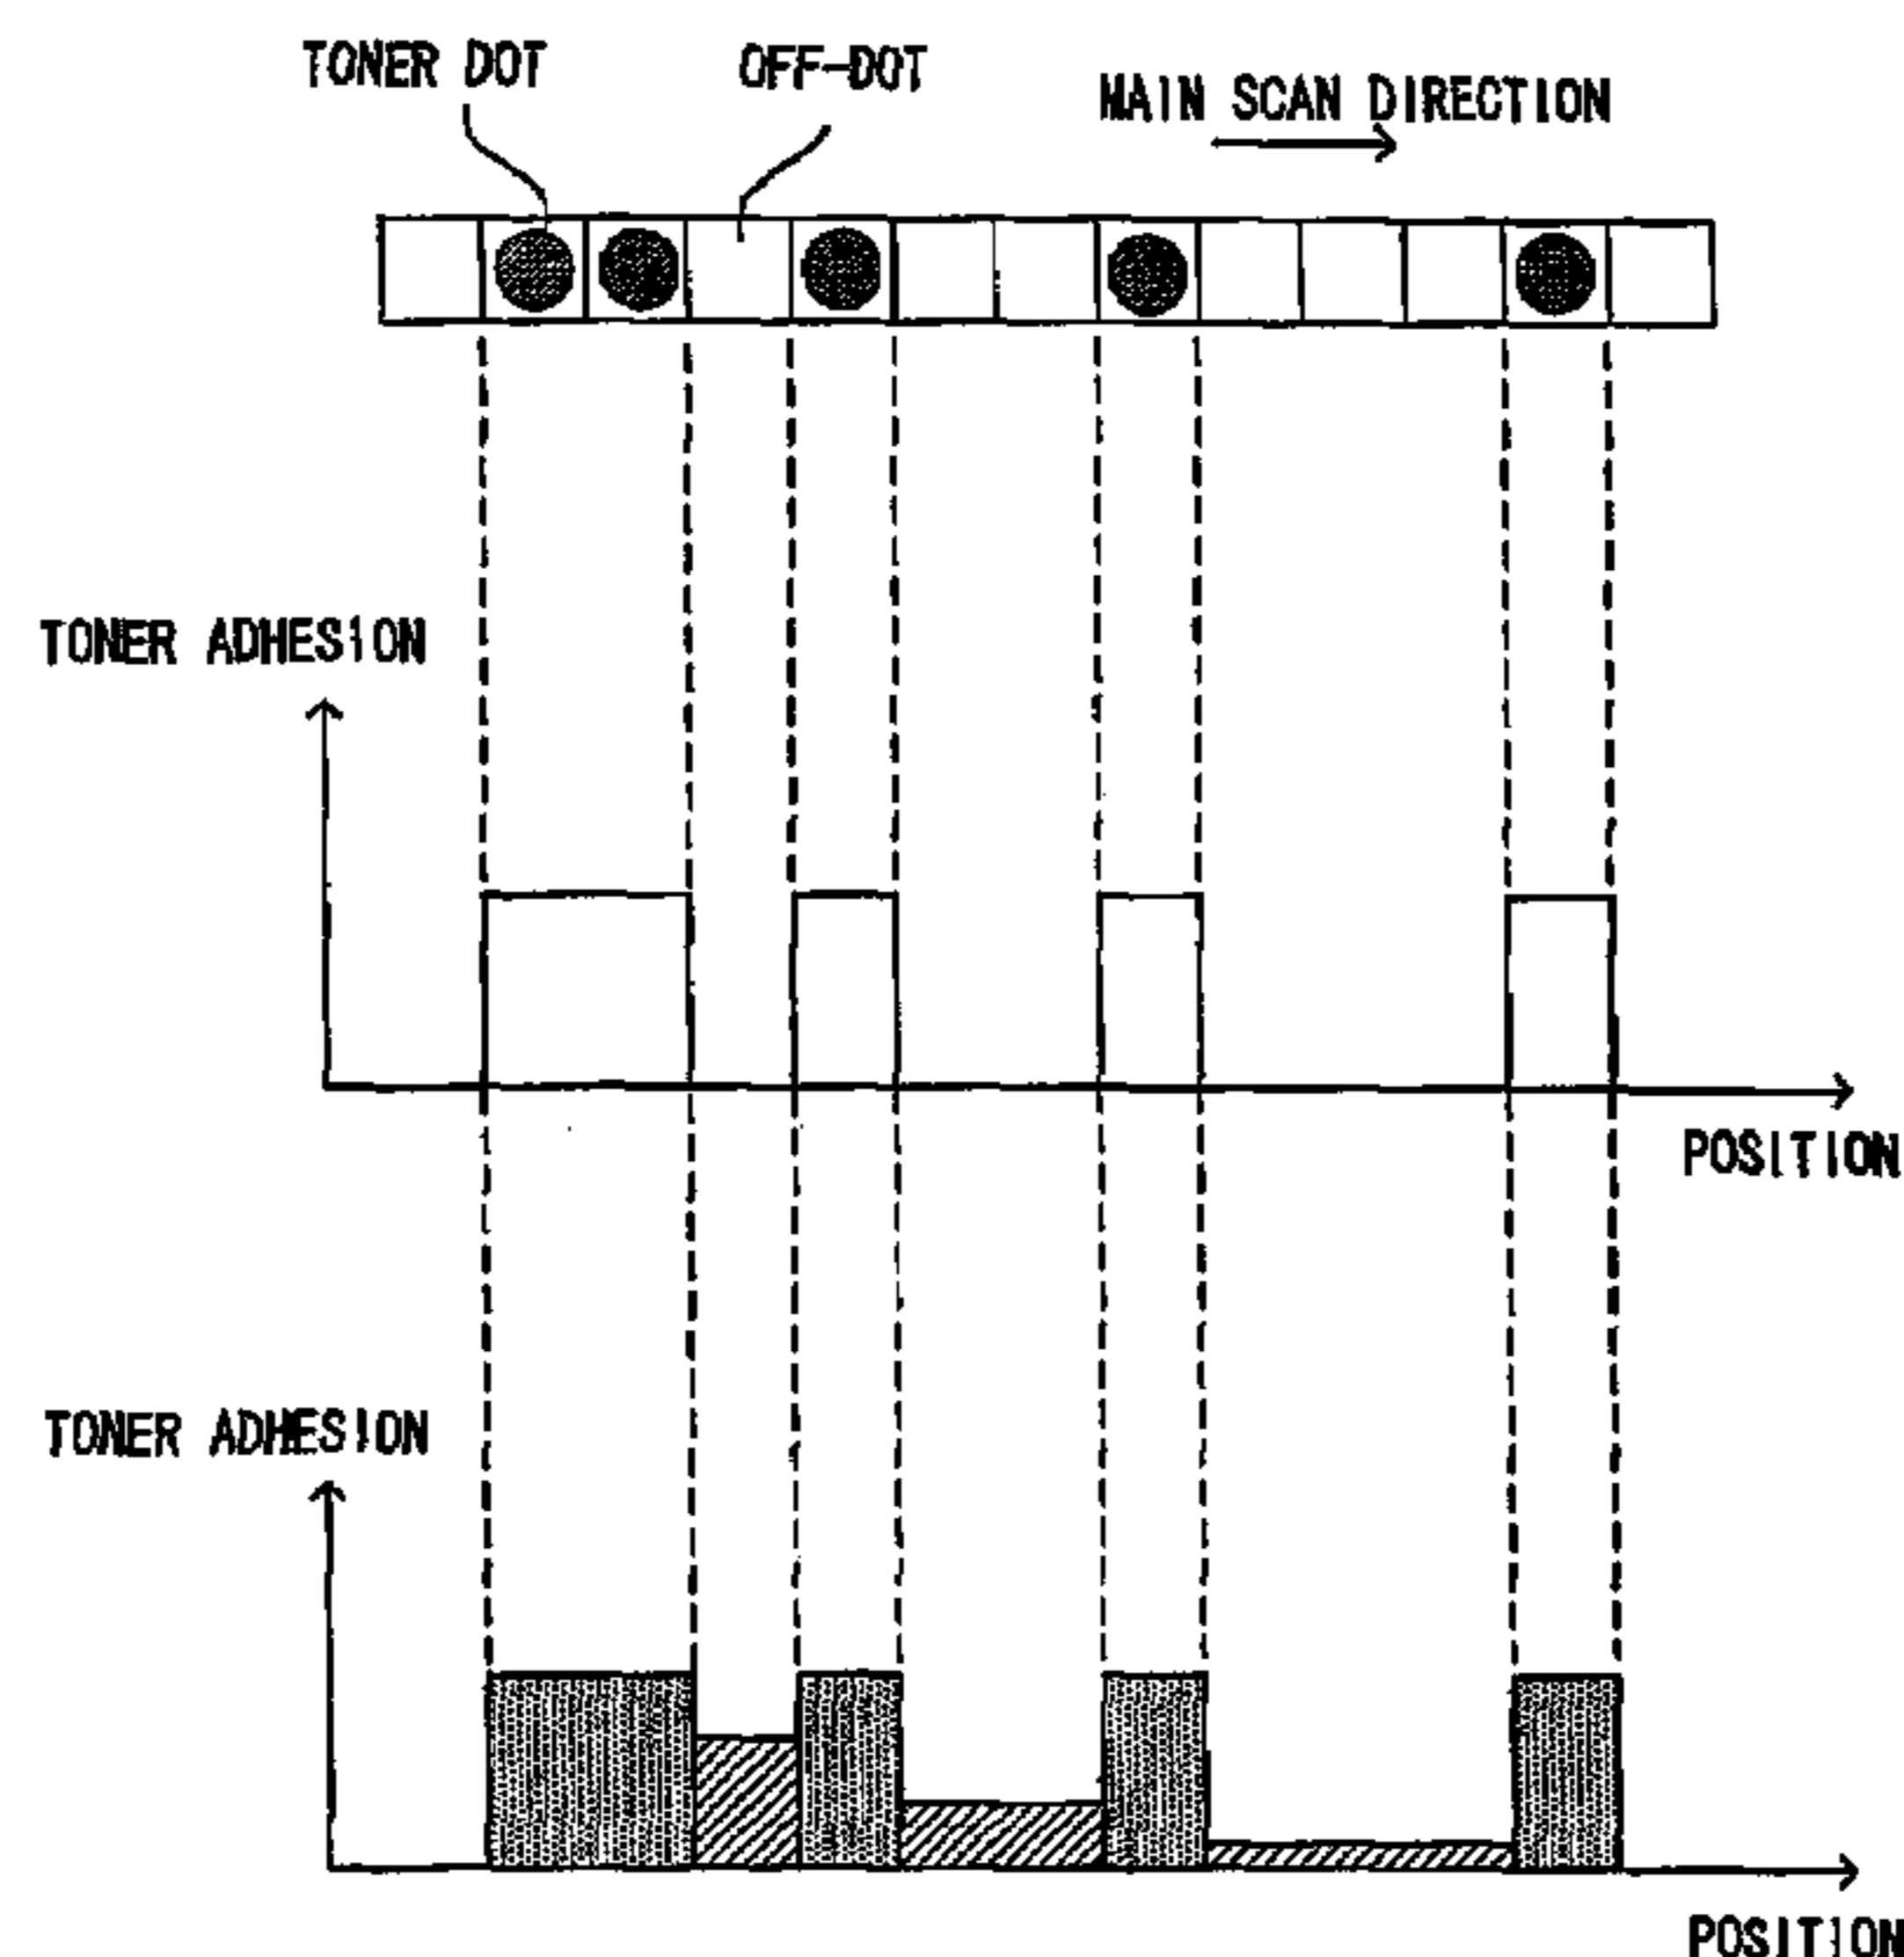 TONER DOT
OFF-DOT
MAIN SCAN DIRECTION
TONER ADHESION
POSITION
TONER ADHESION
POSITION